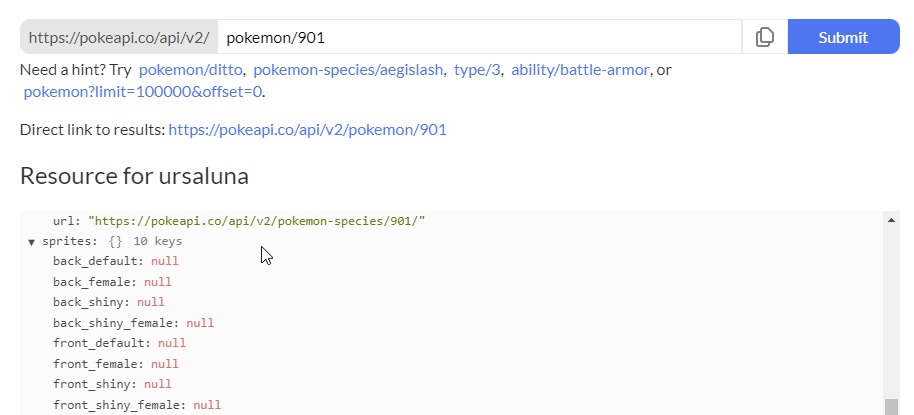 https://pokeapi.co/api/v2/ pokemon/901 Submit
Need a hint? Try pokemon/ditto, pokemon-species/aegislash, type/3, ability/battle-armor, or
pokemon?limit=100000&offset=0.
Direct link to results: https://pokeapi.co/api/v2/pokemon/901
Resource for ursaluna
url: "https://pokeapi.co/api/v2/pokemon-species/901/"
▼ sprites: {} 10 keys
back_default: null
back_female: null
back_shiny: null
back_shiny_female: null
front_default: null
front_female: null
front_shiny: null
front_shiny_female: null